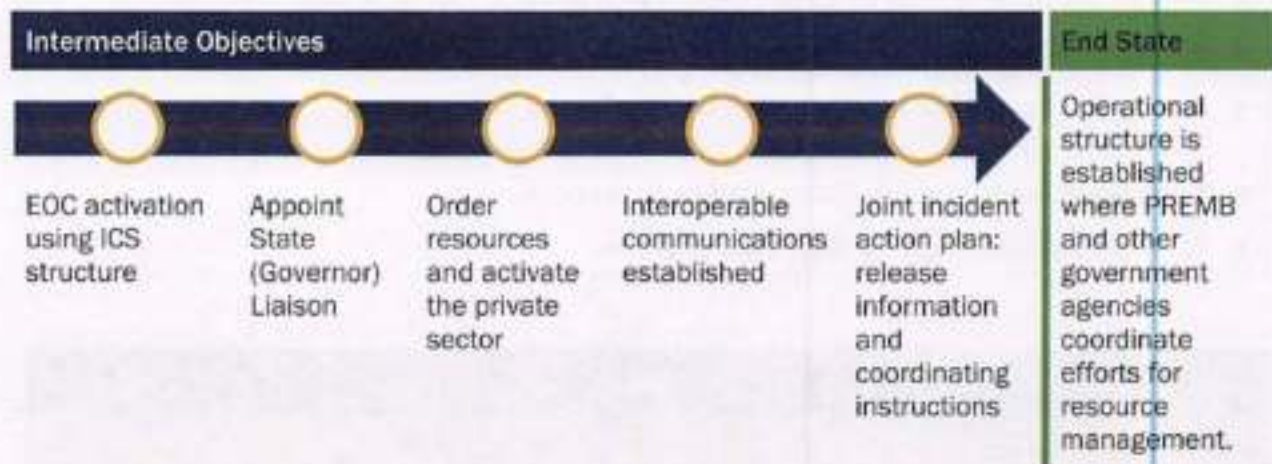 Intermediate Objectives
End State
EOC activation
using ICS
structure
Appoint
State
(Governor)
Liaison
Order
resources
and activate
the private
sector
Interoperable
communications
established
Joint incident
action plan:
release
information
and
coordinating
instructions
Operational
structure is
established
where PREMB
and other
government
agencies
coordinate
efforts for
resource
management.